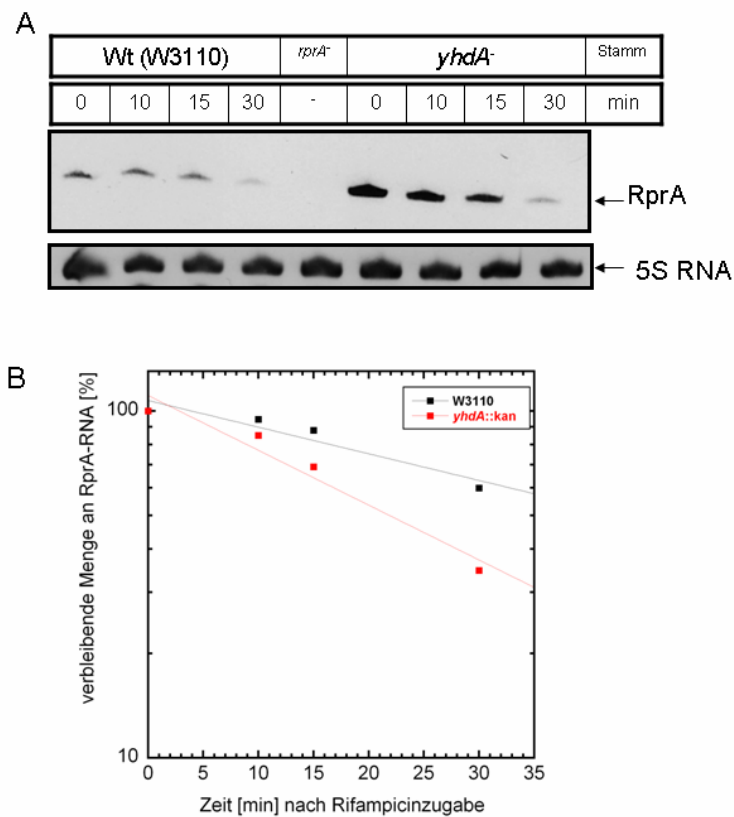 A
Wt (W3110) rprA- yhdA- Stamm
0 10 15 30 - 0 10 15 30 min
RprA
5S RNA
B
verbleibende Menge an RprA-RNA [%]
100
10
W3110
yhdA::kan
0 5 10 15 20 25 30 35
Zeit [min] nach Rifampicinzugabe